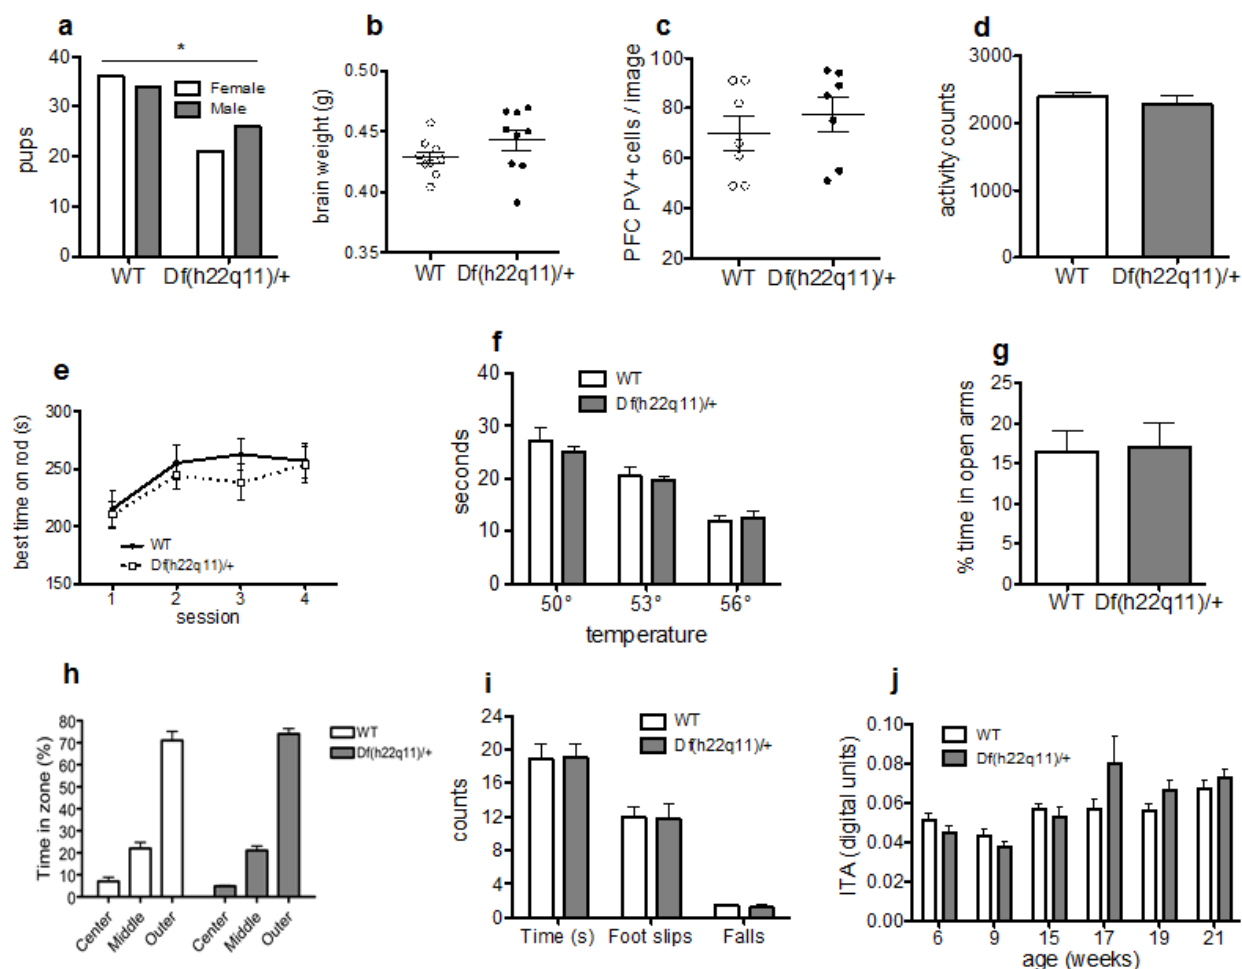 a
*
40
30
20
10
0
pups
Female
Male
WT Df(h22q11)/+
b
0.50
0.45
0.40
0.35
brain weight (g)
WT Df(h22q11)/+
c
100
80
60
40
20
PFC PV+ cells / image
WT Df(h22q11)/+
d
3000
2000
1000
0
activity counts
WT Df(h22q11)/+
e
300
250
200
150
best time on rod (s)
WT
Df(h22q11)/+
1 2 3 4
session
f
40
30
20
10
0
seconds
WT
Df(h22q11)/+
50° 53° 56°
temperature
g
25
20
15
10
5
0
% time in open arms
WT Df(h22q11)/+
h
80
70
60
50
40
30
20
10
0
Time in zone (%)
WT
Df(h22q11)/+
Center Middle Outer Center Middle Outer
i
24
20
16
12
8
4
0
counts
WT
Df(h22q11)/+
Time (s) Foot slips Falls
j
0.10
0.08
0.06
0.04
0.02
0.00
ITA (digital units)
WT
Df(h22q11)/+
6 9 15 17 19 21
age (weeks)